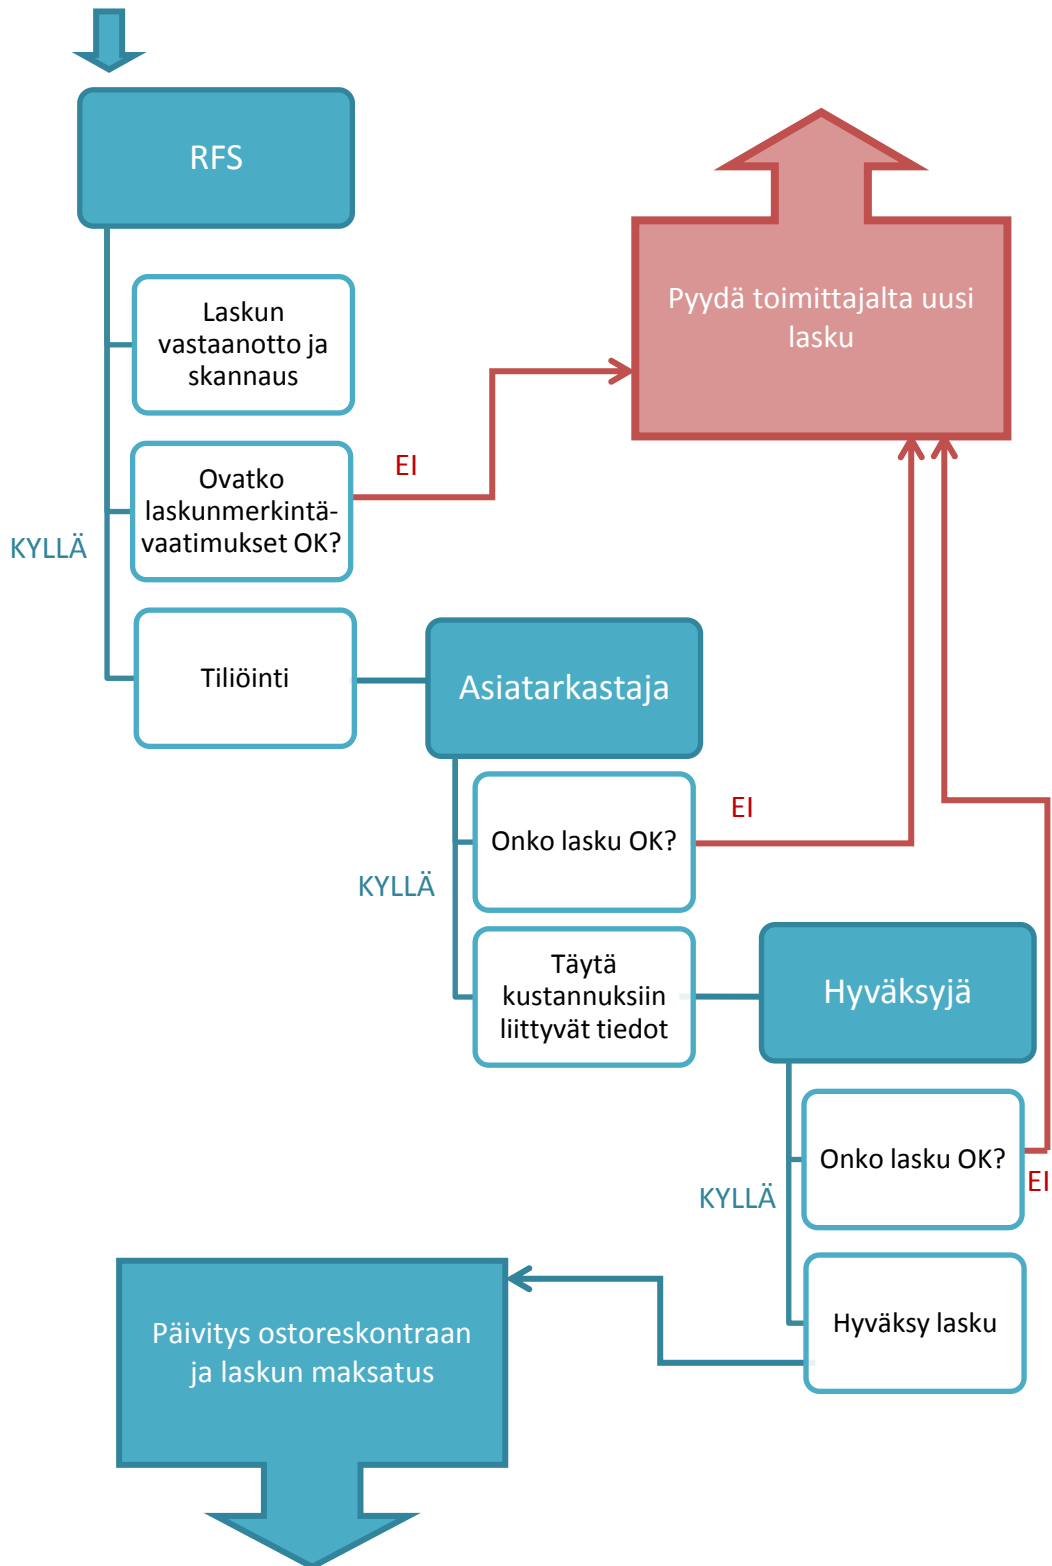 RFS
Laskun
vastaanotto ja
skannaus
Pyydä toimittajalta uusi
lasku
Ovatko
laskunmerkintä-
vaatimukset OK?
EI
KYLLÄ
Tiliöinti
Asiatarkastaja
Onko lasku OK?
EI
KYLLÄ
Täytä
kustannuksiin
liittyvät tiedot
Hyväksyjä
Onko lasku OK?
EI
KYLLÄ
Hyväksy lasku
Päivitys ostoreskontraan
ja laskun maksatus